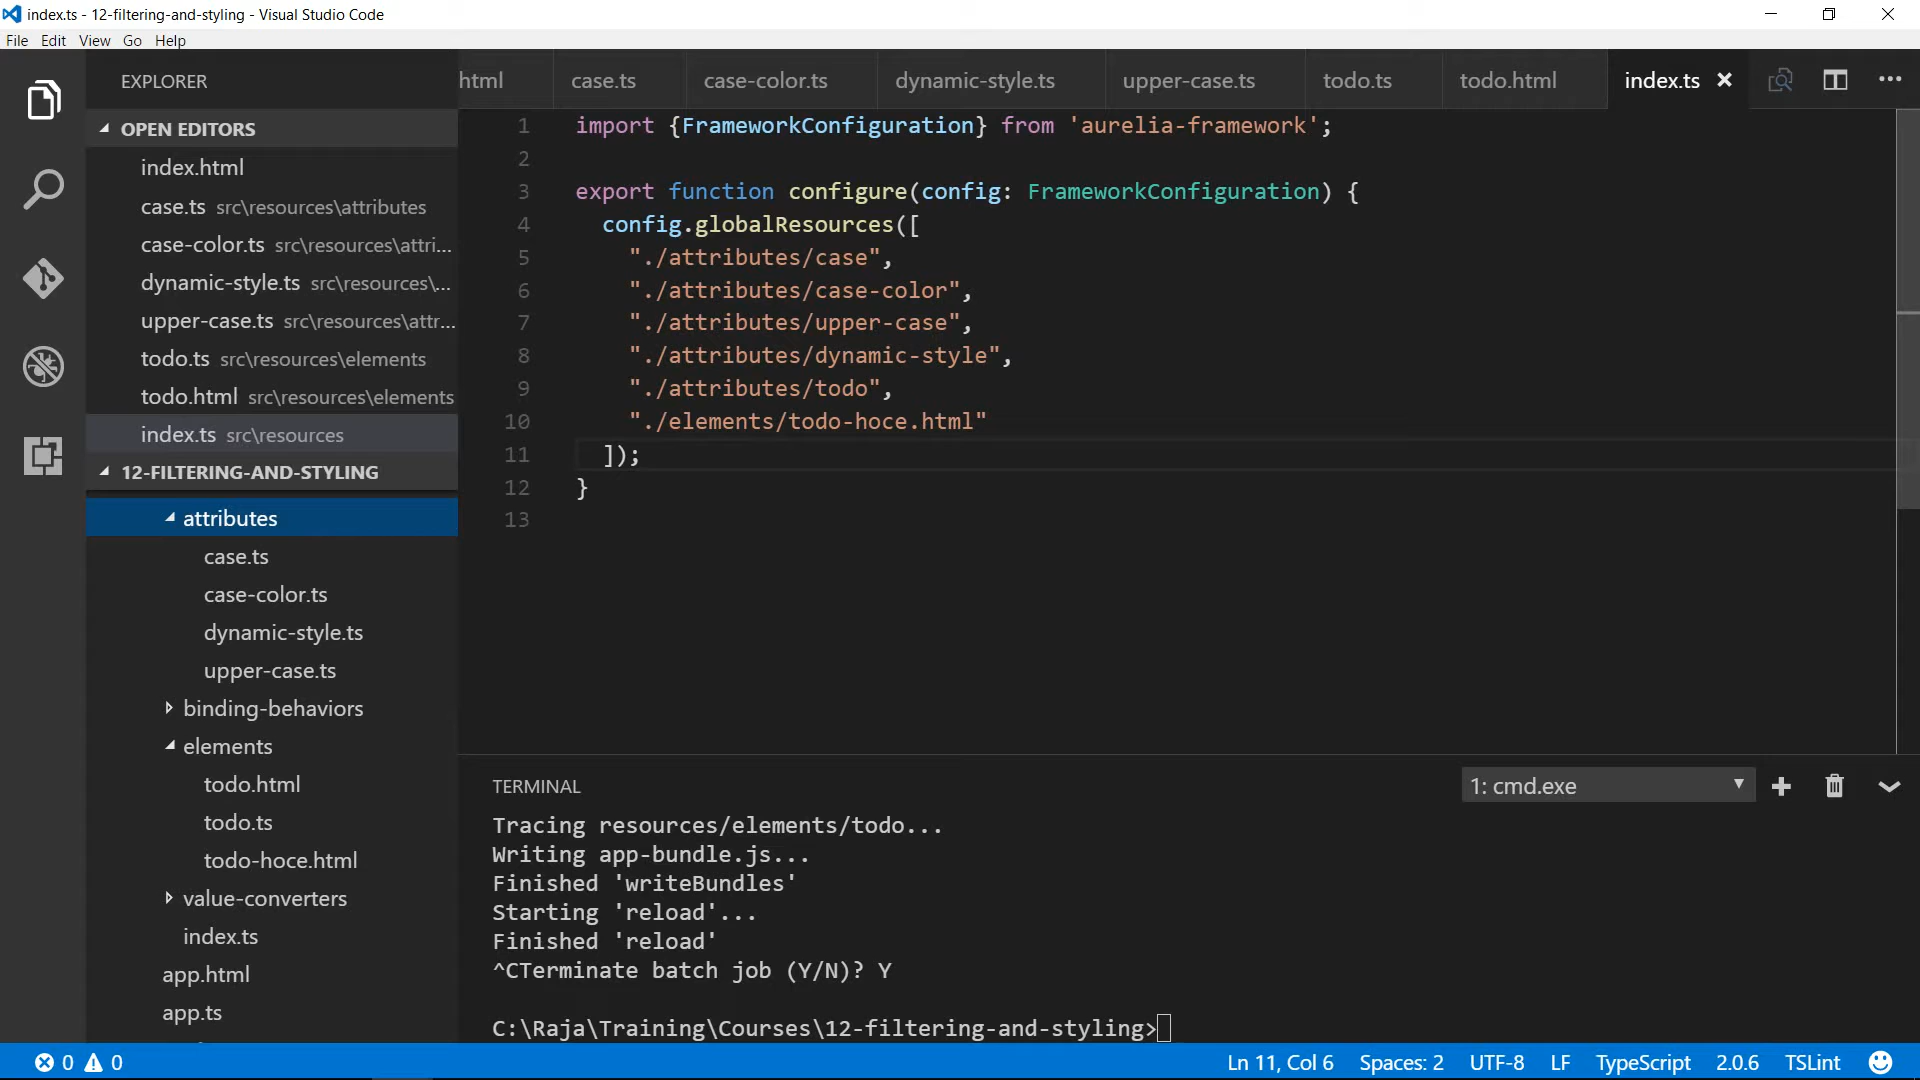 index.ts - 12-filtering-and-styling - Visual Studio Code
File Edit View Go Help
EXPLORER
html case.ts case-color.ts dynamic-style.ts upper-case.ts todo.ts todo.html index.ts
OPEN EDITORS
index.html
case.ts src\resources\attributes
case-color.ts src\resources\attri...
dynamic-style.ts src\resources\...
upper-case.ts src\resources\attr...
todo.ts src\resources\elements
todo.html src\resources\elements
index.ts src\resources
12-FILTERING-AND-STYLING
attributes
case.ts
case-color.ts
dynamic-style.ts
upper-case.ts
binding-behaviors
elements
todo.html
todo.ts
todo-hoce.html
value-converters
index.ts
app.html
app.ts
1 import {FrameworkConfiguration} from 'aurelia-framework';
2
3 export function configure(config: FrameworkConfiguration) {
4 config.globalResources([
5 "./attributes/case",
6 "./attributes/case-color",
7 "./attributes/upper-case",
8 "./attributes/dynamic-style",
9 "./attributes/todo",
10 "./elements/todo-hoce.html"
11 ]);
12 }
13
TERMINAL
1: cmd.exe
Tracing resources/elements/todo...
Writing app-bundle.js...
Finished 'writeBundles'
Starting 'reload'...
Finished 'reload'
^CTerminate batch job (Y/N)? Y
C:\Raja\Training\Courses\12-filtering-and-styling>
0 0
Ln 11, Col 6 Spaces: 2 UTF-8 LF TypeScript 2.0.6 TSLint